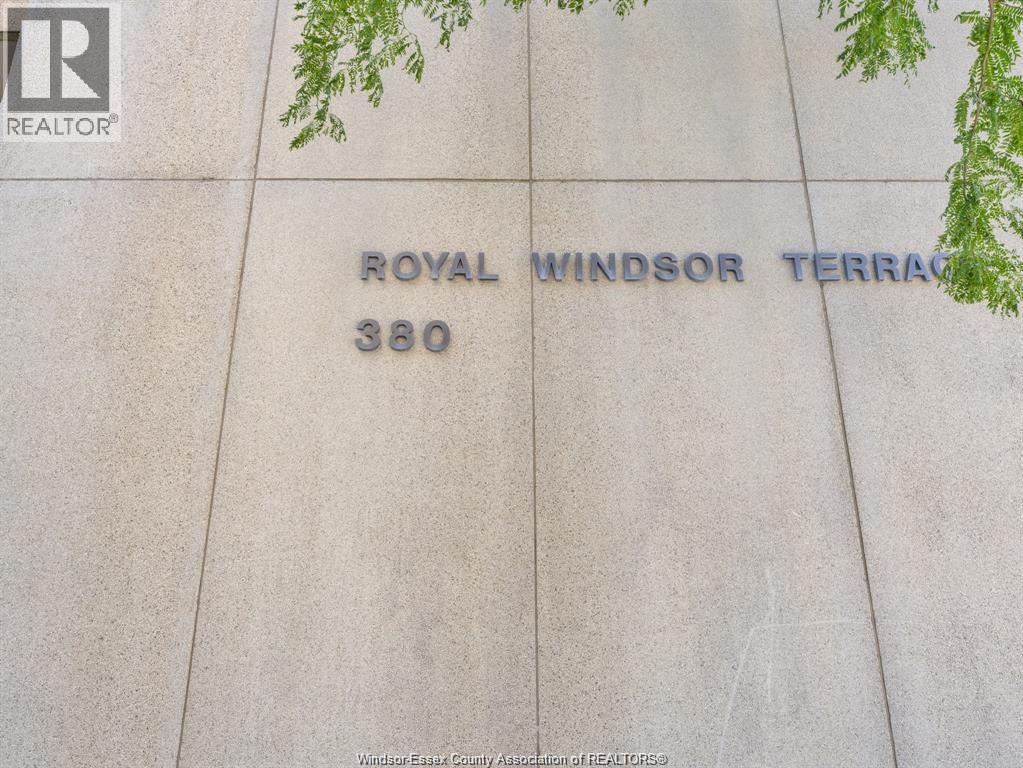 R
REALTOR®
ROYAL WINDSOR TERRAC
380
Windsor-Essex County Association of REALTORS®